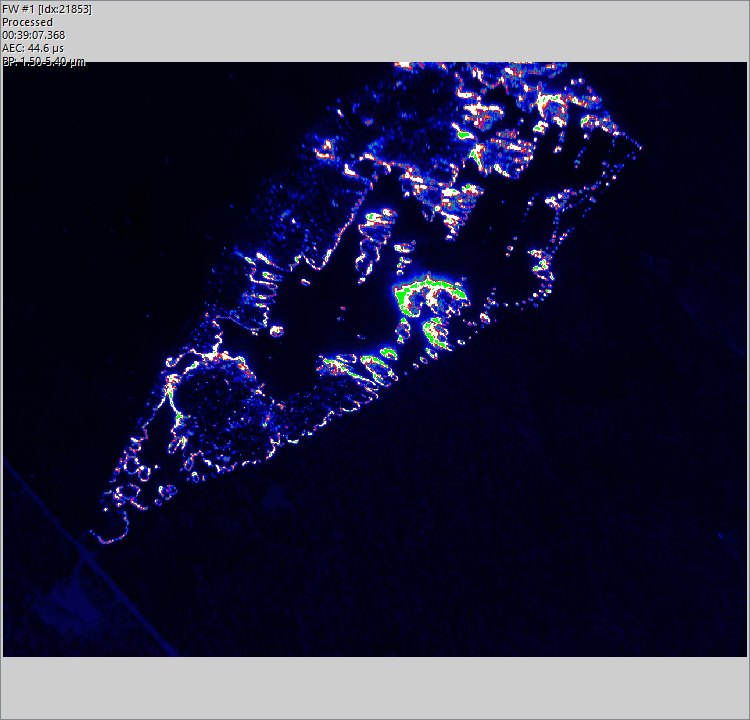 FW #1 [Idx:21853]
Processed
00:39:07.368
AEC: 44.6 µs
BP: 1.50-5.40 µm